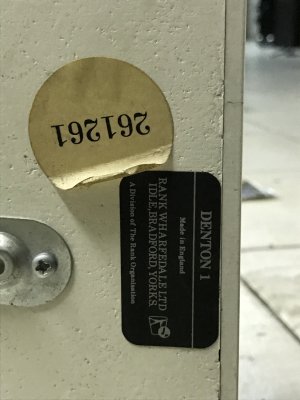 261261
DENTON 1
Made in England
RANK WHARFEDALE LTD
IDLE, BRADFORD, YORKS.
A Division of The Rank Organisation